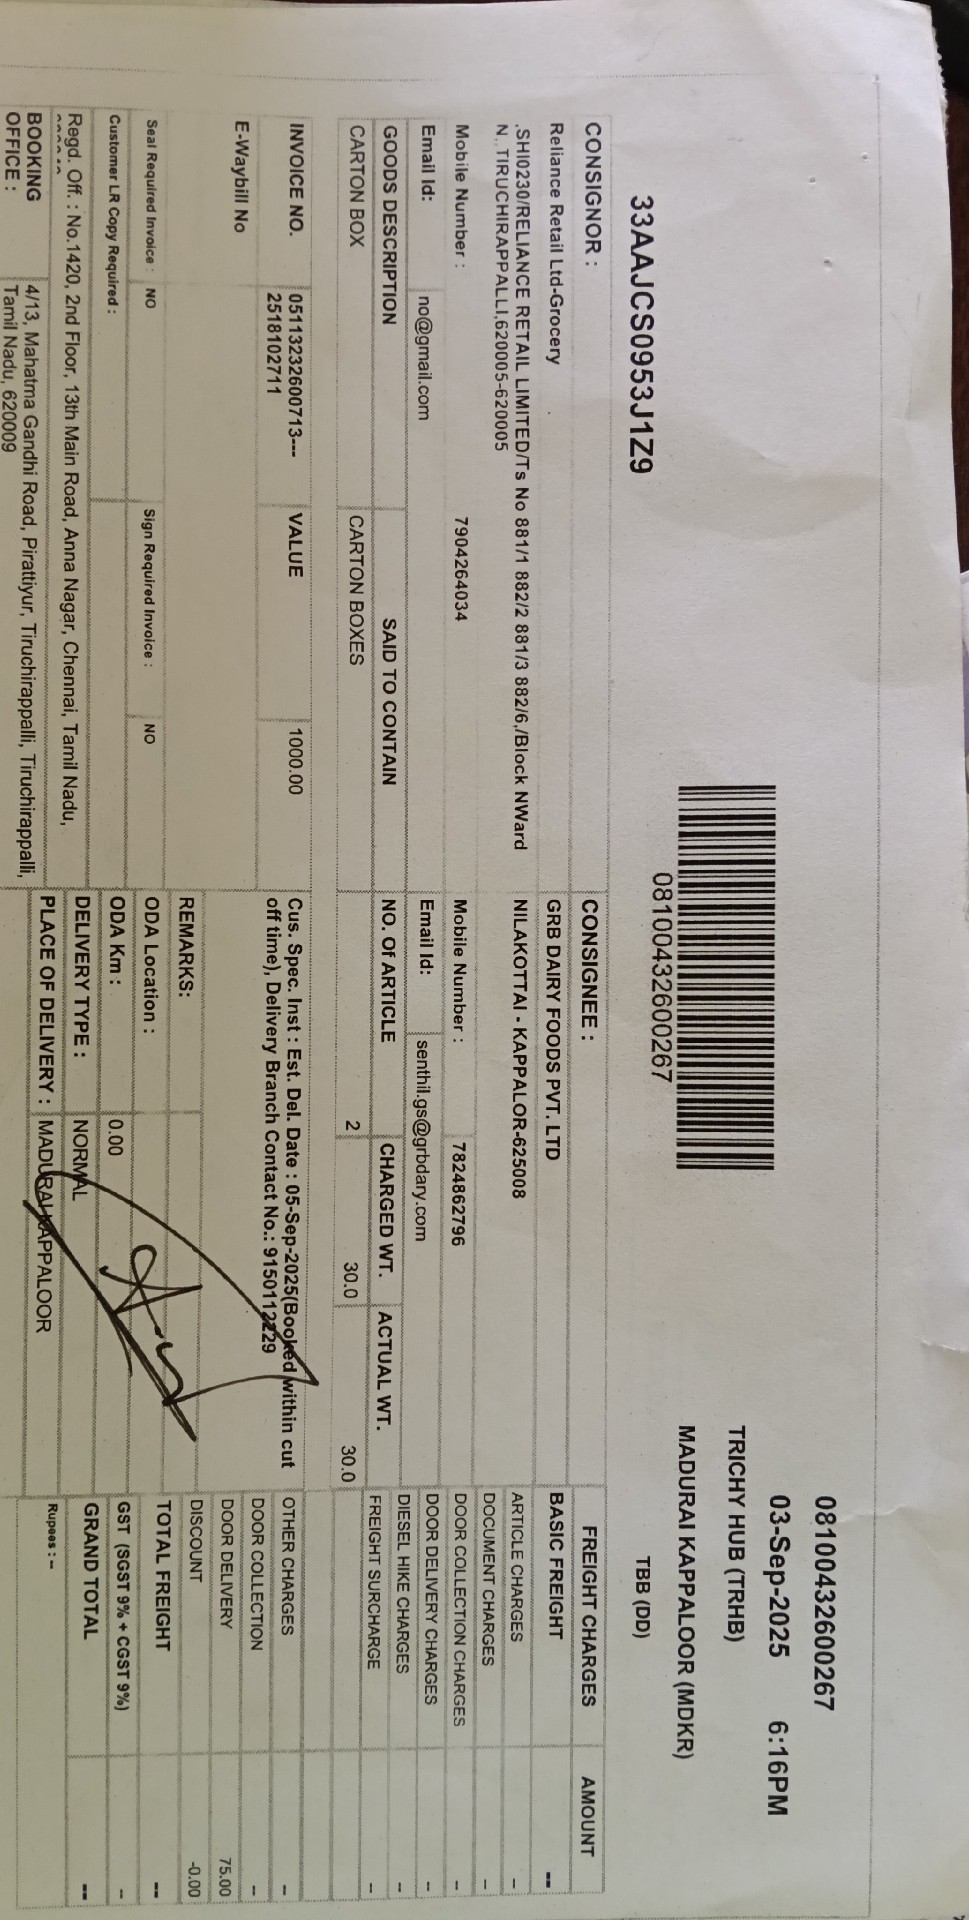 0810043260​0267
03-Sep-2025 6:16PM
TRICHY HUB (TRHB)
MADURAI KAPPALOOR (MDKR)
TBB (DD)
33AAJCS0953J1Z9
0810043260​0267
CONSIGNOR :
Reliance Retail Ltd-Grocery
.SHI0230/RELIANCE RETAIL LIMITED/Ts No 881/1 882/2 881/3 882/6,/Block NWard
N,,TIRUCHIRAPPALLI,620005-620005
Mobile Number : 7904264034
Email Id: no@gmail.com
CONSIGNEE :
GRB DAIRY FOODS PVT. LTD
NILAKOTTAI - KAPPALOR-625008
Mobile Number : 7824862796
Email Id: senthil.gs@grbdary.com
GOODS DESCRIPTION SAID TO CONTAIN NO. Of ARTICLE CHARGED WT. ACTUAL WT.
CARTON BOX CARTON BOXES 2 30.0 30.0
INVOICE NO. 0511323260​0713--- VALUE 1000.00
2518102711
E-Waybill No
Cus. Spec. Inst : Est. Del. Date : 05-Sep-2025(Booked within cut
off time), Delivery Branch Contact No.: 9150112229
Seal Required Invoice : NO Sign Required Invoice : NO
Customer LR Copy Required :
Regd. Off. : No.1420, 2nd Floor, 13th Main Road, Anna Nagar, Chennai, Tamil Nadu,
BOOKING
OFFICE :
4/13, Mahatma Gandhi Road, Pirattiyur, Tiruchirappalli, Tiruchirappalli,
Tamil Nadu, 620009
REMARKS:
ODA Location :
ODA Km : 0.00
DELIVERY TYPE : NORMAL
PLACE OF DELIVERY : MADURAI KAPPALOOR
FREIGHT CHARGES AMOUNT
BASIC FREIGHT --
ARTICLE CHARGES --
DOCUMENT CHARGES --
DOOR COLLECTION CHARGES --
DOOR DELIVERY CHARGES --
DIESEL HIKE CHARGES --
FREIGHT SURCHARGE --
OTHER CHARGES --
DOOR COLLECTION --
DOOR DELIVERY 75.00
DISCOUNT -0.00
TOTAL FREIGHT --
GST (SGST 9% + CGST 9%) --
GRAND TOTAL --
Rupees : --